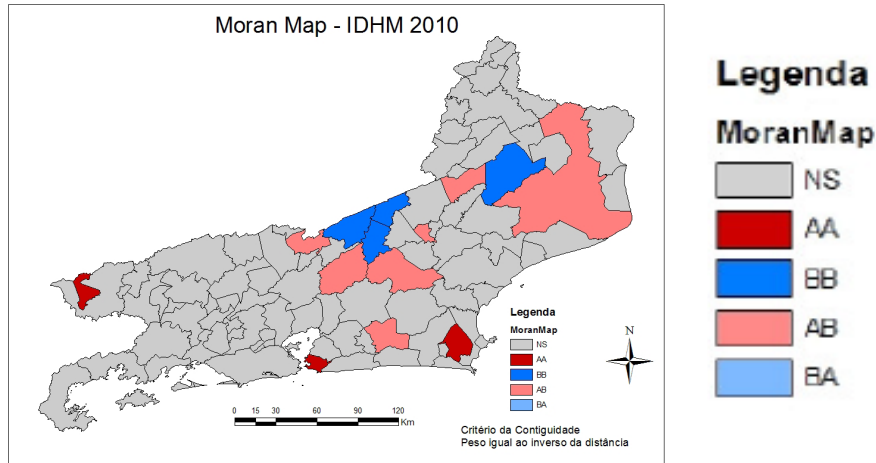 Moran Map - IDHM 2010
Legenda
MoranMap
NS
AA
BB
AB
BA
N
0 15 30 60 90 120
Km
Critério da Contiguidade
Peso igual ao inverso da distância
Legenda
MoranMap
NS
AA
BB
AB
BA